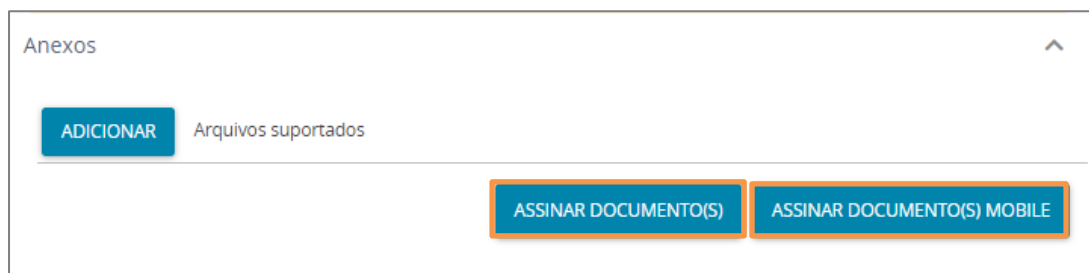 Anexos
ADICIONAR Arquivos suportados
ASSINAR DOCUMENTO(S) ASSINAR DOCUMENTO(S) MOBILE